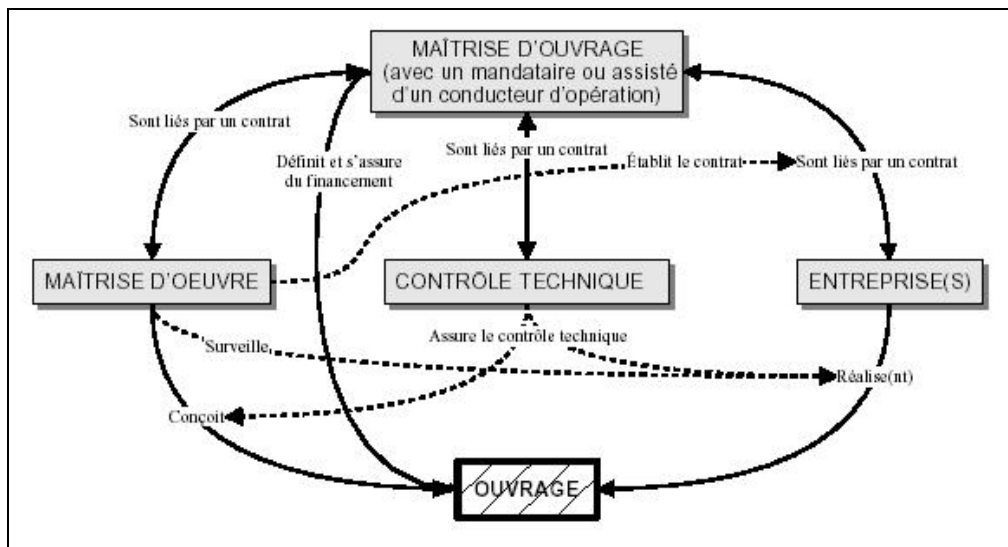 MAÎTRISE D'OUVRAGE
(avec un mandataire ou assisté
d'un conducteur d'opération)
Sont liés par un contrat
Définit et s'assure
du financement
Sont liés par un contrat
Établit le contrat
Sont liés par un contrat
MAÎTRISE D'OEUVRE
CONTRÔLE TECHNIQUE
ENTREPRISE(S)
Surveille
Assure le contrôle technique
Réalise(nt)
Conçoit
OUVRAGE